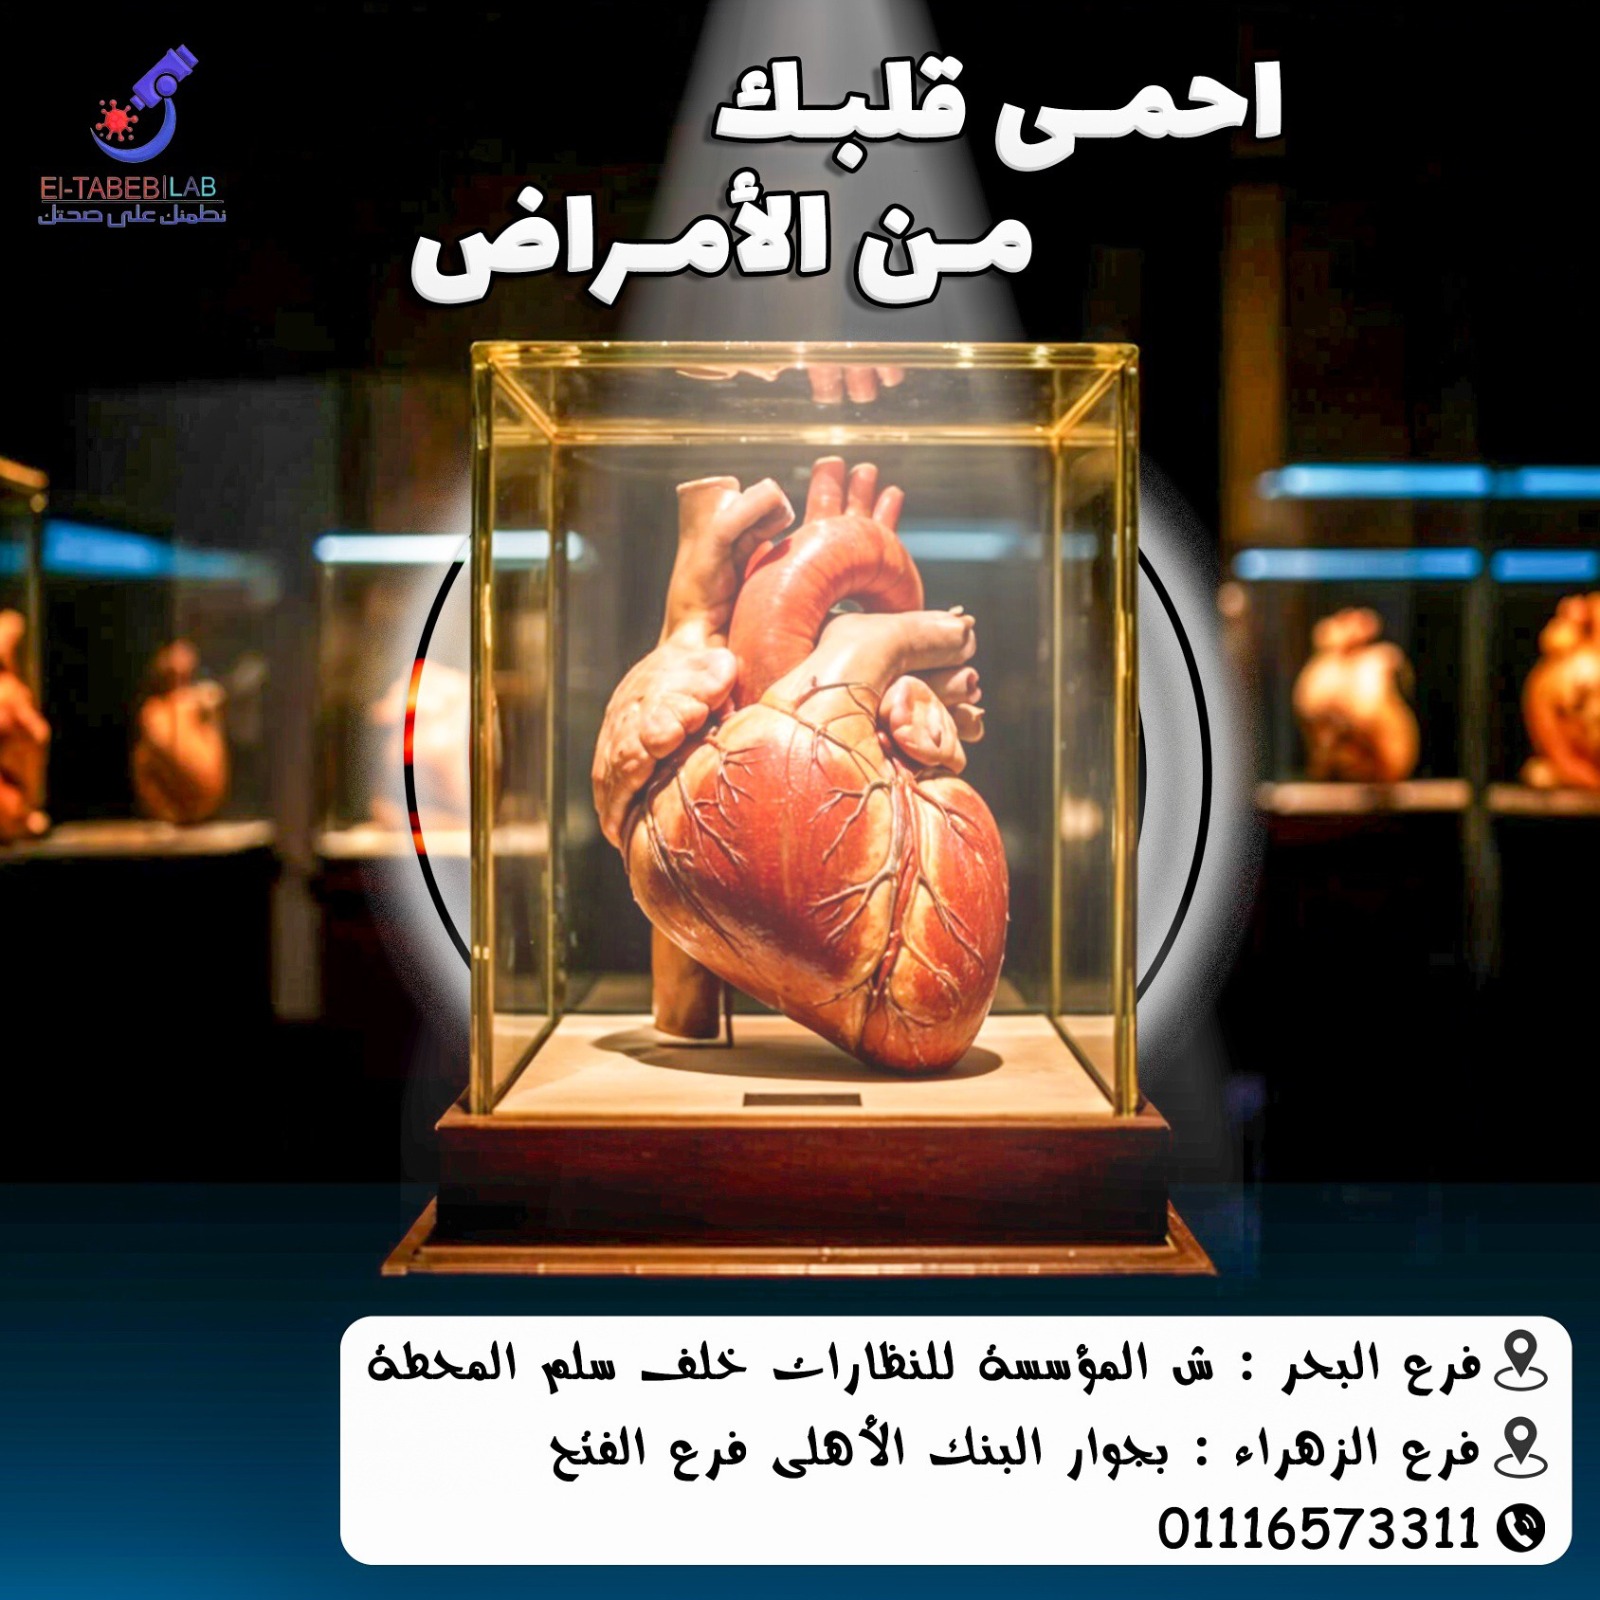 احمى قلبك
من الأمراض
El-TABEB|LAB
نطمنك على صحتك
فرع البحر : ش المؤسسة للنظارات خلف سلم المحطة
فرع الزهراء : بجوار البنك الأهلى فرع الفتح
01116573311